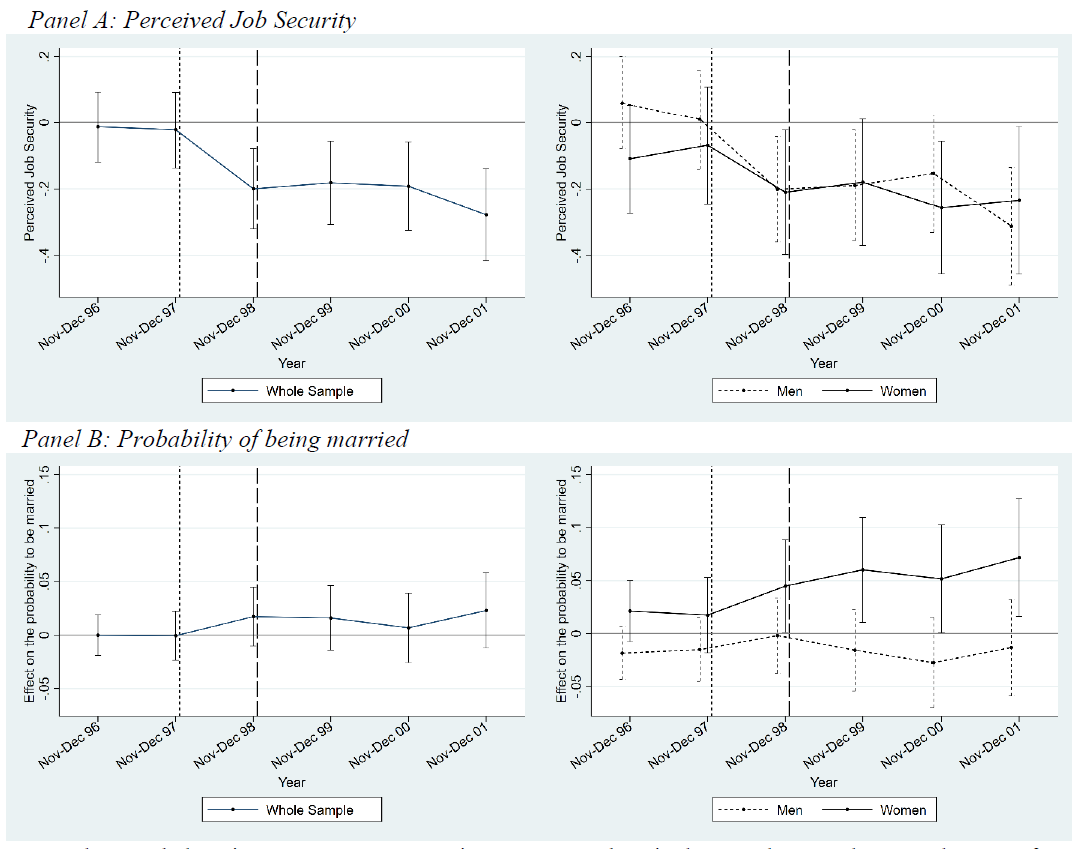 Panel A: Perceived Job Security
Perceived Job Security
.2
0
-.2
-.4
Nov-Dec 96
Nov-Dec 97
Nov-Dec 98
Nov-Dec 99
Nov-Dec 00
Nov-Dec 01
Year
Whole Sample
Perceived Job Security
.2
0
-.2
-.4
Nov-Dec 96
Nov-Dec 97
Nov-Dec 98
Nov-Dec 99
Nov-Dec 00
Nov-Dec 01
Year
Men Women
Panel B: Probability of being married
Effect on the probability to be married
.15
.1
.05
0
-.05
Nov-Dec 96
Nov-Dec 97
Nov-Dec 98
Nov-Dec 99
Nov-Dec 00
Nov-Dec 01
Year
Whole Sample
Effect on the probability to be married
.15
.1
.05
0
-.05
Nov-Dec 96
Nov-Dec 97
Nov-Dec 98
Nov-Dec 99
Nov-Dec 00
Nov-Dec 01
Year
Men Women